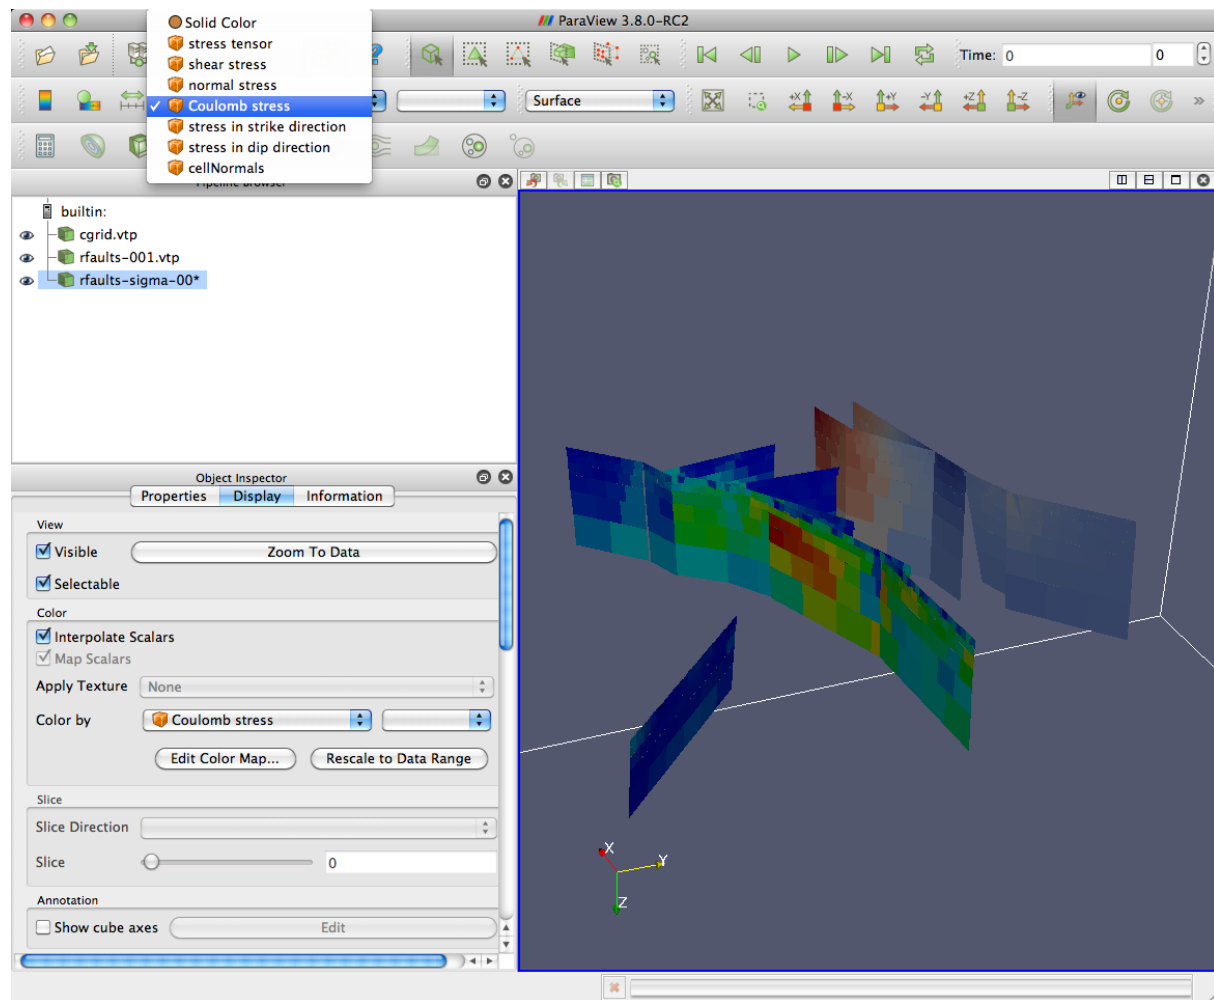 ParaView 3.8.0-RC2
Solid Color
stress tensor
shear stress
normal stress
Coulomb stress
stress in strike direction
stress in dip direction
cellNormals
?
Time: 0 0
Surface
+X -X +Y -Y +Z -Z
»
Pipeline Browser
builtin:
cgrid.vtp
rfaults-001.vtp
rfaults-sigma-00*
Object Inspector
Properties Display Information
View
Visible Zoom To Data
Selectable
Color
Interpolate Scalars
Map Scalars
Apply Texture None
Color by Coulomb stress
Edit Color Map... Rescale to Data Range
Slice
Slice Direction
Slice 0
Annotation
Show cube axes Edit
X
Y
Z